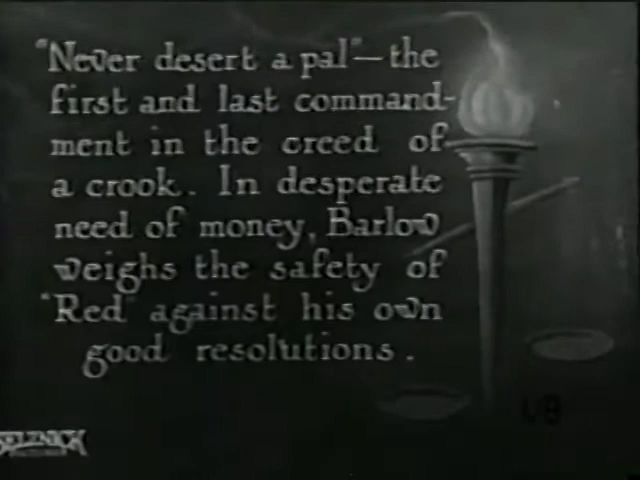 "Never desert a pal"—the
first and last command-
ment in the creed of
a crook. In desperate
need of money, Barlow
weighs the safety of
"Red" against his own
good resolutions.
SELZNICK
PICTURES